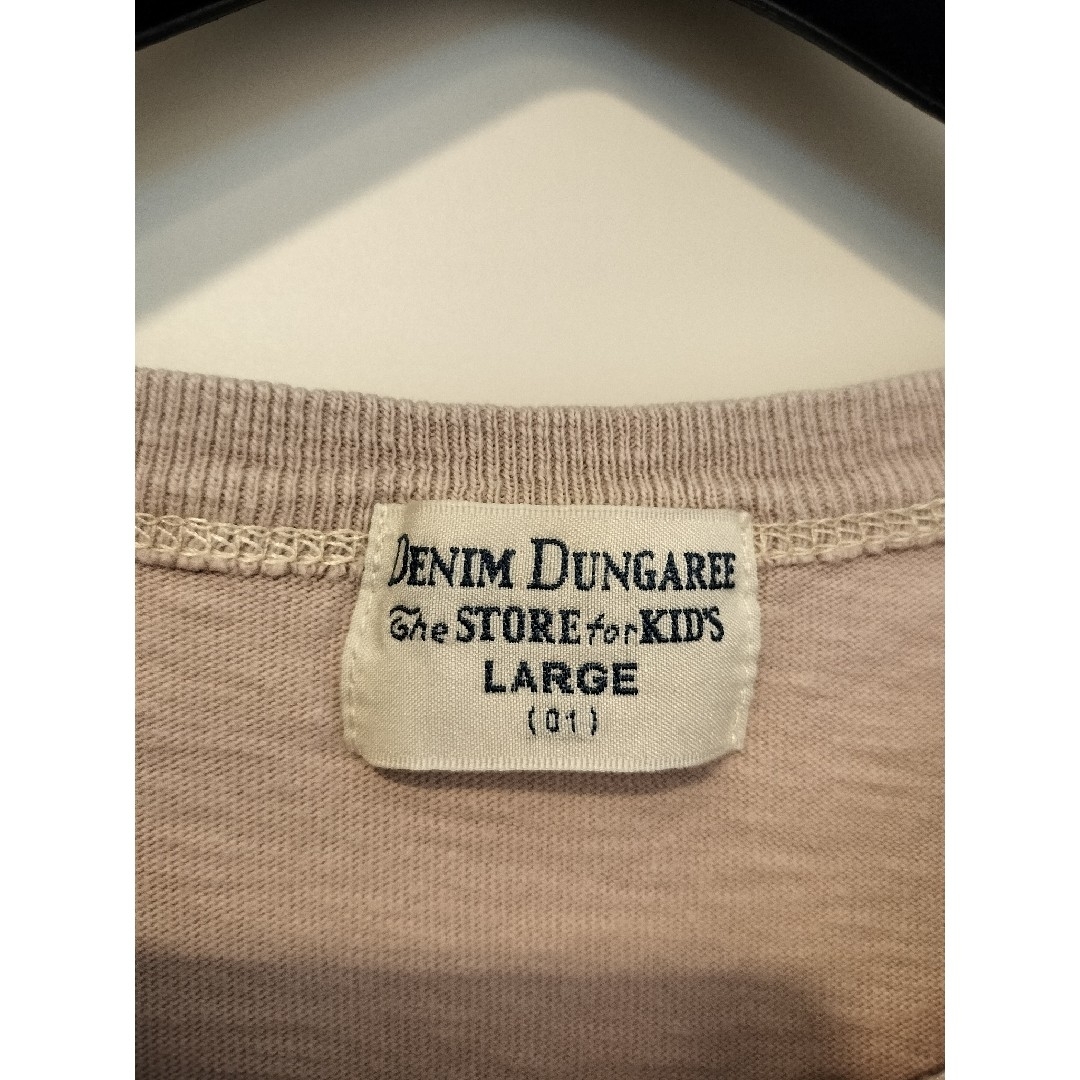 DENIM DUNGAREE
The STORE for KID'S
LARGE
(01)